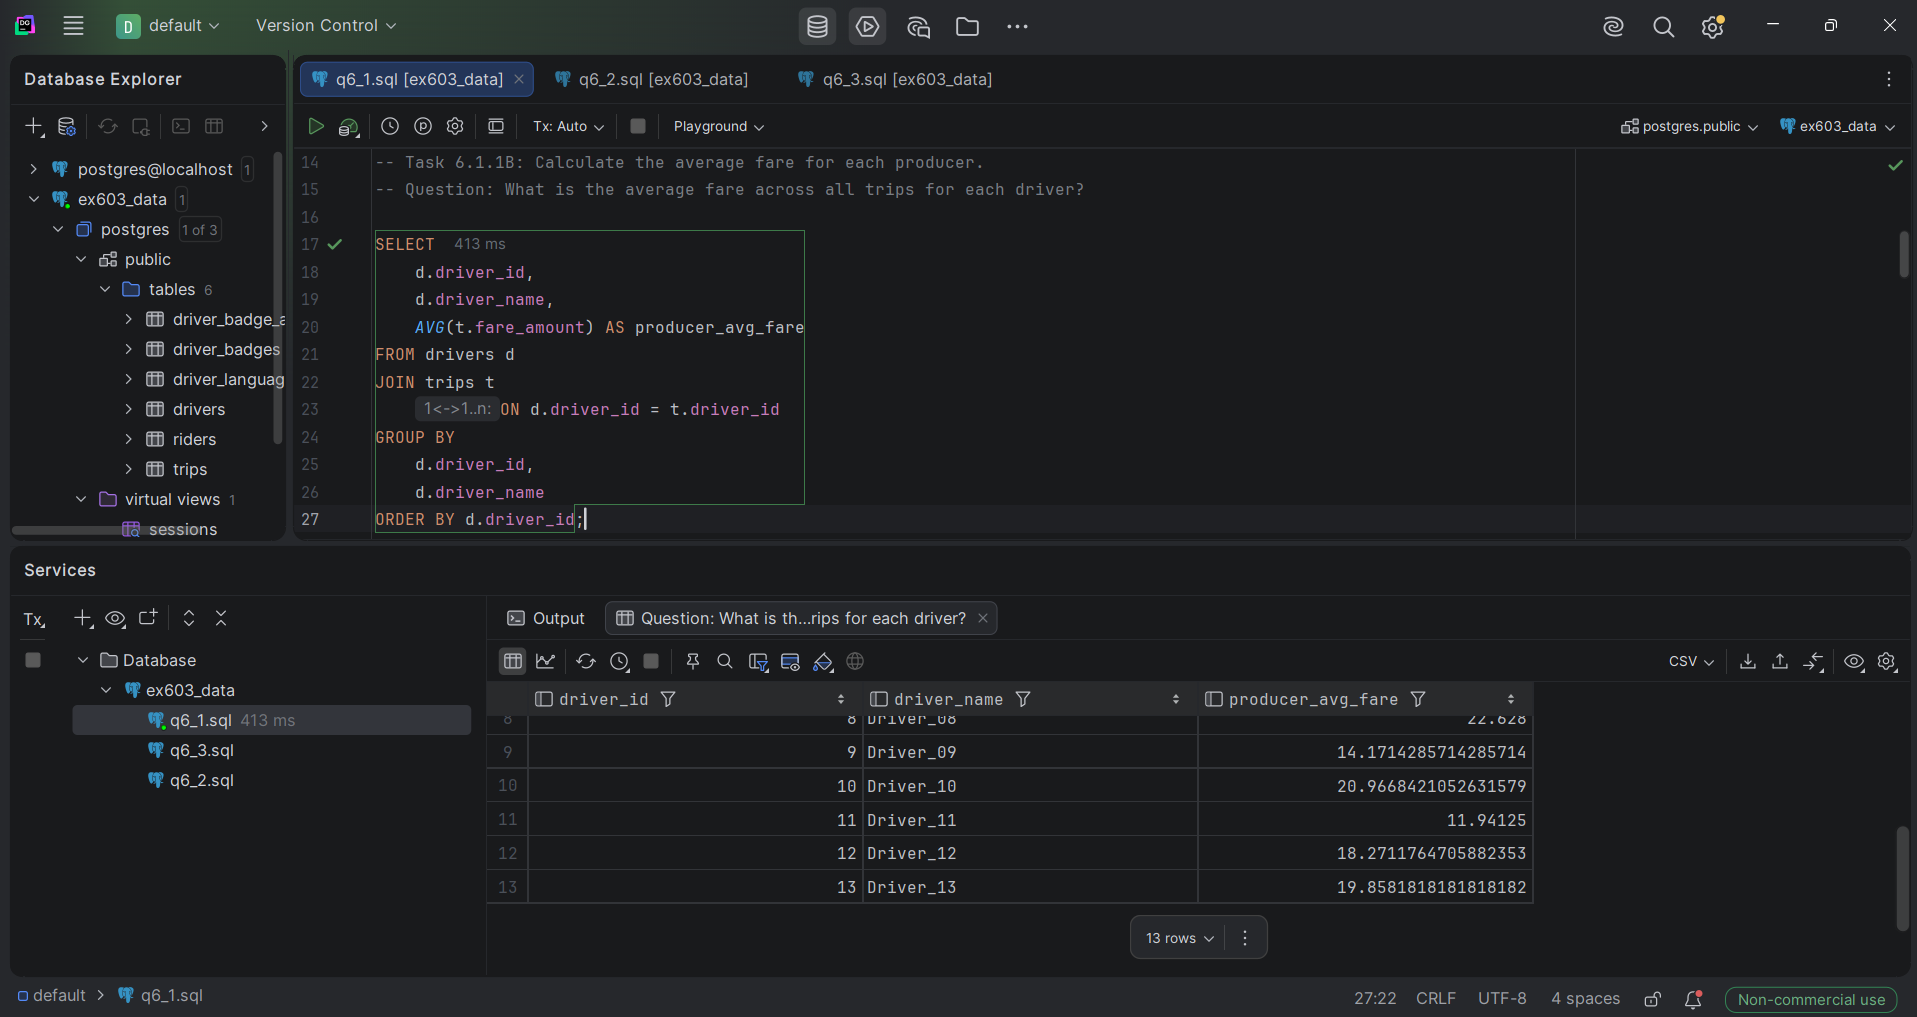 D default
Version Control
Database Explorer
q6_1.sql [ex603_data]
q6_2.sql [ex603_data]
q6_3.sql [ex603_data]
Tx: Auto
Playground
postgres.public
ex603_data
postgres@localhost 1
ex603_data 1
postgres 1 of 3
public
tables 6
driver_badge_a
driver_badges
driver_languag
drivers
riders
trips
virtual views 1
sessions
14 -- Task 6.1.1B: Calculate the average fare for each producer.
15 -- Question: What is the average fare across all trips for each driver?
16
17 SELECT 413 ms
18 d.driver_id,
19 d.driver_name,
20 AVG(t.fare_amount) AS producer_avg_fare
21 FROM drivers d
22 JOIN trips t
23 1<->1..n: ON d.driver_id = t.driver_id
24 GROUP BY
25 d.driver_id,
26 d.driver_name
27 ORDER BY d.driver_id;
Services
Tx
Database
ex603_data
q6_1.sql 413 ms
q6_3.sql
q6_2.sql
Output
Question: What is th...rips for each driver?
CSV
driver_id driver_name producer_avg_fare
8 8 Driver_08 22.628
9 9 Driver_09 14.1714285714285714
10 10 Driver_10 20.9668421052631579
11 11 Driver_11 11.94125
12 12 Driver_12 18.2711764705882353
13 13 Driver_13 19.8581818181818182
13 rows
default > q6_1.sql
27:22 CRLF UTF-8 4 spaces Non-commercial use